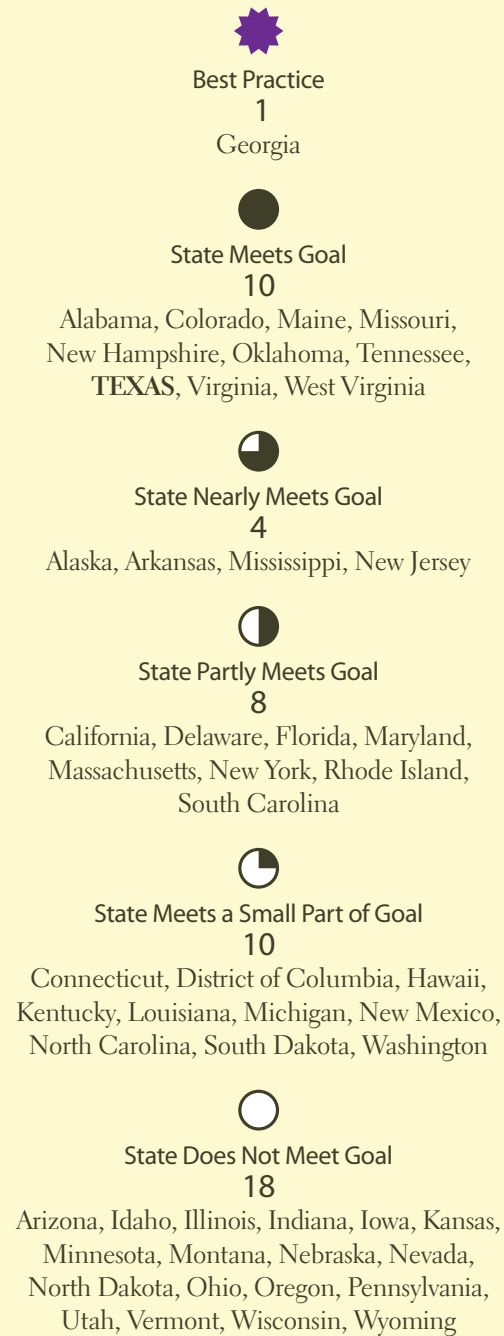 Best Practice
1
Georgia
State Meets Goal
10
Alabama, Colorado, Maine, Missouri,
New Hampshire, Oklahoma, Tennessee,
TEXAS, Virginia, West Virginia
State Nearly Meets Goal
4
Alaska, Arkansas, Mississippi, New Jersey
State Partly Meets Goal
8
California, Delaware, Florida, Maryland,
Massachusetts, New York, Rhode Island,
South Carolina
State Meets a Small Part of Goal
10
Connecticut, District of Columbia, Hawaii,
Kentucky, Louisiana, Michigan, New Mexico,
North Carolina, South Dakota, Washington
State Does Not Meet Goal
18
Arizona, Idaho, Illinois, Indiana, Iowa, Kansas,
Minnesota, Montana, Nebraska, Nevada,
North Dakota, Ohio, Oregon, Pennsylvania,
Utah, Vermont, Wisconsin, Wyoming